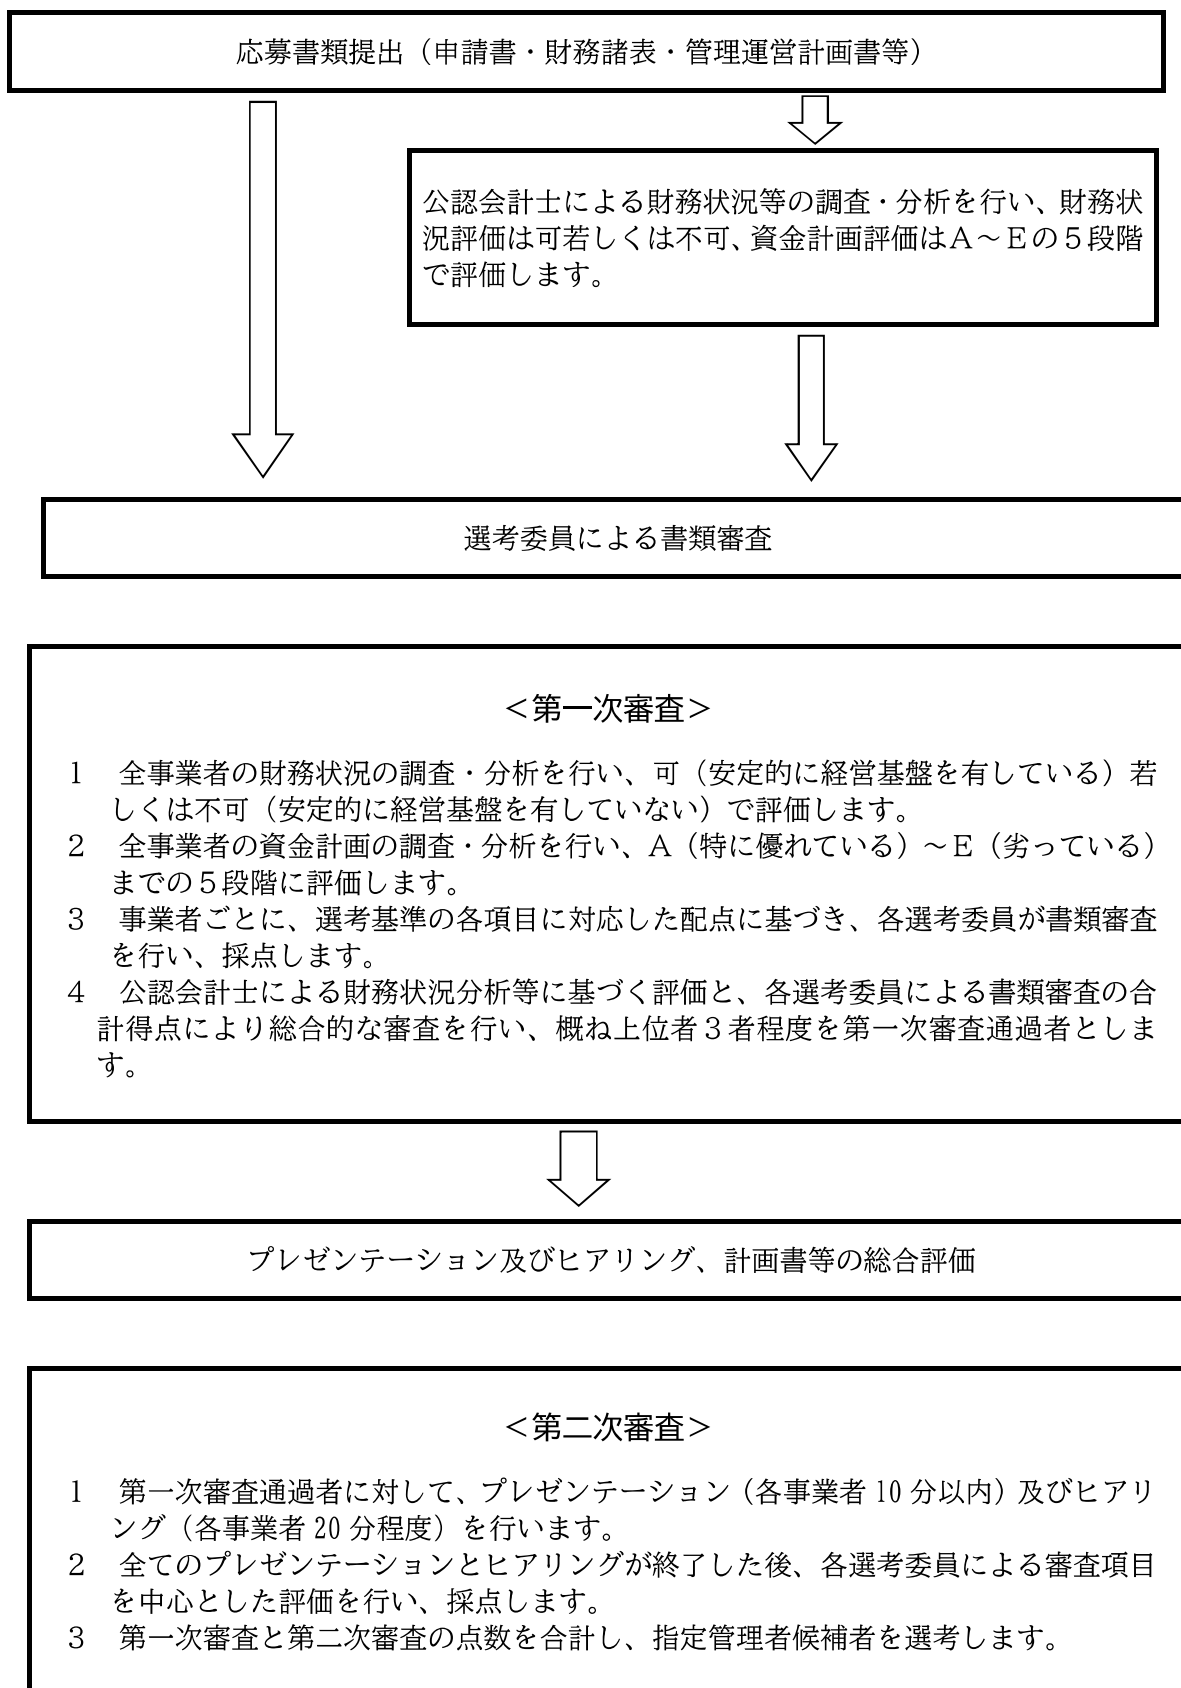 応募書類提出（申請書・財務諸表・管理運営計画書等）
公認会計士による財務状況等の調査・分析を行い、財務状
況評価は可若しくは不可、資金計画評価はＡ～Ｅの５段階
で評価します。
選考委員による書類審査
＜第一次審査＞
１　全事業者の財務状況の調査・分析を行い、可（安定的に経営基盤を有している）若
しくは不可（安定的に経営基盤を有していない）で評価します。
２　全事業者の資金計画の調査・分析を行い、Ａ（特に優れている）～Ｅ（劣っている）
までの５段階に評価します。
３　事業者ごとに、選考基準の各項目に対応した配点に基づき、各選考委員が書類審査
を行い、採点します。
４　公認会計士による財務状況分析等に基づく評価と、各選考委員による書類審査の合
計得点により総合的な審査を行い、概ね上位者３者程度を第一次審査通過者としま
す。
プレゼンテーション及びヒアリング、計画書等の総合評価
＜第二次審査＞
１　第一次審査通過者に対して、プレゼンテーション（各事業者 10 分以内）及びヒアリ
ング（各事業者 20 分程度）を行います。
２　全てのプレゼンテーションとヒアリングが終了した後、各選考委員による審査項目
を中心とした評価を行い、採点します。
３　第一次審査と第二次審査の点数を合計し、指定管理者候補者を選考します。